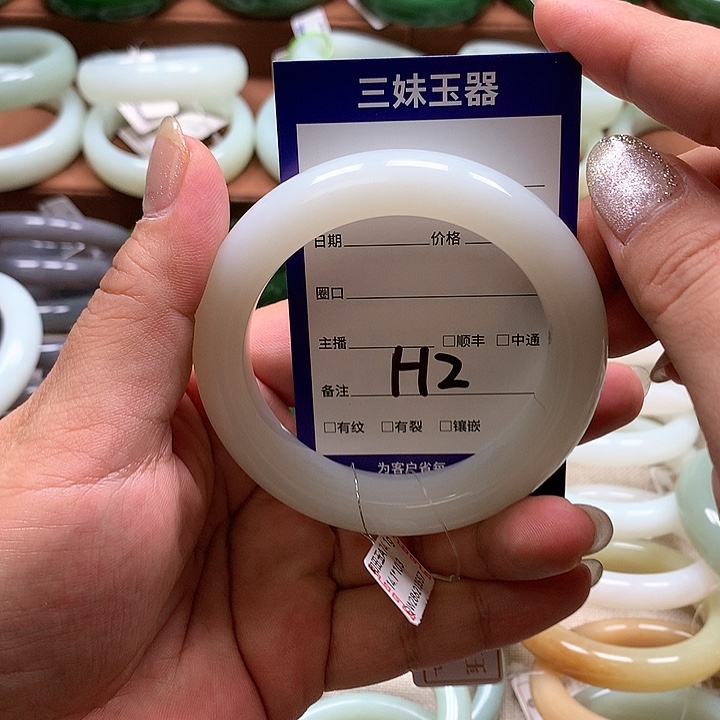 三妹玉器
日期 价格
圈口
主播 □顺丰 □中通
备注 H2
□有纹 □有裂 □镶嵌
为客户省每